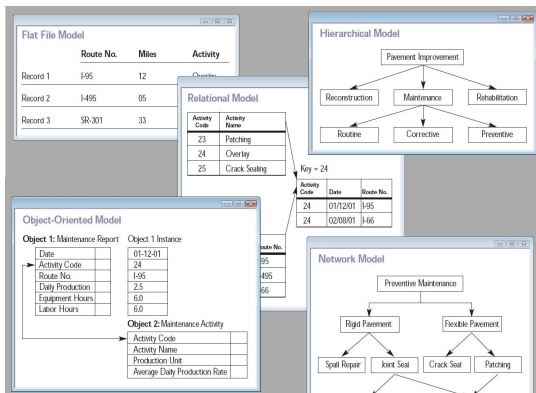 Flat File Model
Route No. Miles Activity
Record 1 I-95 12 Overlay
Record 2 I-495 05
Record 3 SR-301 33
Hierarchical Model
Pavement Improvement
Reconstruction Maintenance Rehabilitation
Routine Corrective Preventive
Relational Model
Activity Code Activity Name
23 Patching
24 Overlay
25 Crack Sealing
Key = 24
Activity Code Date Route No.
24 01/12/01 I-95
24 02/08/01 I-66
oute No.
-95
-495
-66
Object-Oriented Model
Object 1: Maintenance Report Object 1 Instance
Date 01-12-01
Activity Code 24
Route No. I-95
Daily Production 2.5
Equipment Hours 6.0
Labor Hours 6.0
Object 2: Maintenance Activity
Activity Code
Activity Name
Production Unit
Average Daily Production Rate
Network Model
Preventive Maintenance
Rigid Pavement Flexible Pavement
Spall Repair Joint Seal Crack Seal Patching